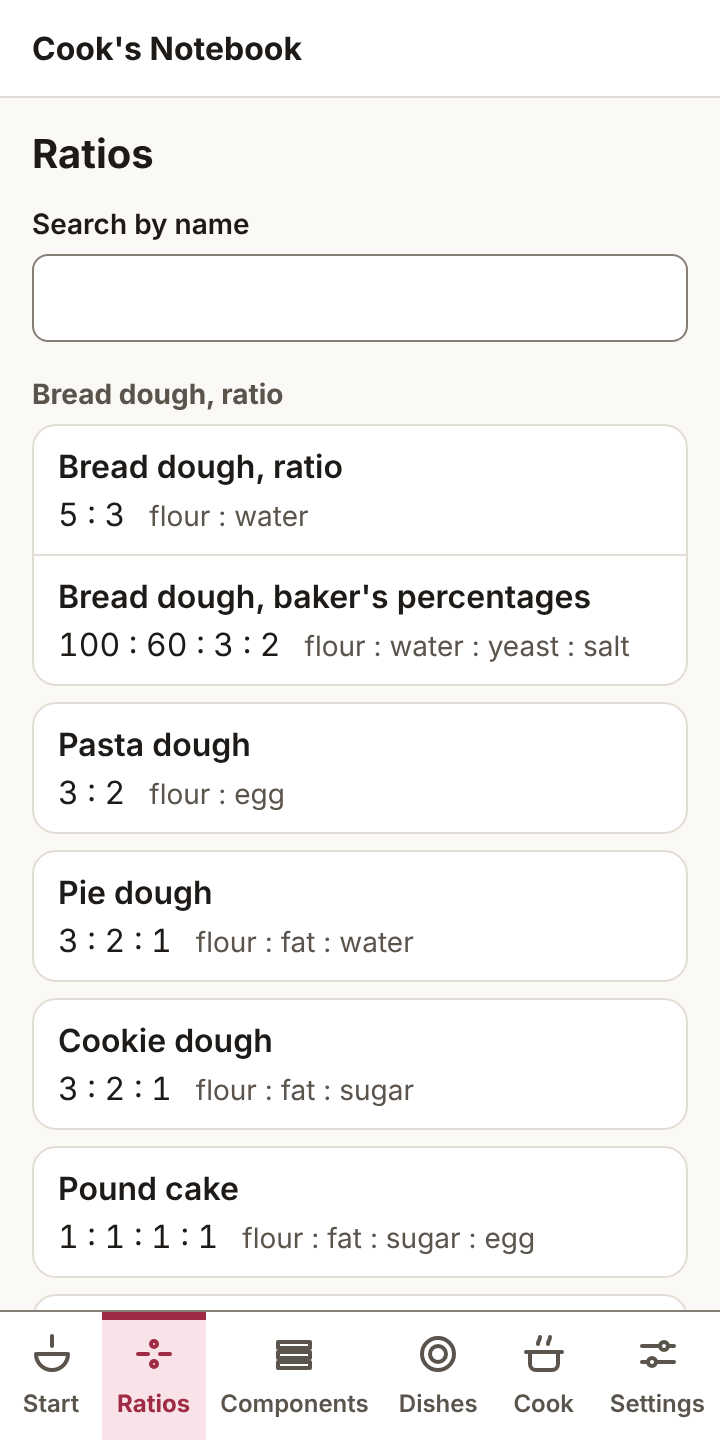 Cook's Notebook
Ratios
Search by name
Bread dough, ratio
Bread dough, ratio
5 : 3 flour : water
Bread dough, baker's percentages
100 : 60 : 3 : 2 flour : water : yeast : salt
Pasta dough
3 : 2 flour : egg
Pie dough
3 : 2 : 1 flour : fat : water
Cookie dough
3 : 2 : 1 flour : fat : sugar
Pound cake
1 : 1 : 1 : 1 flour : fat : sugar : egg
Start Ratios Components Dishes Cook Settings